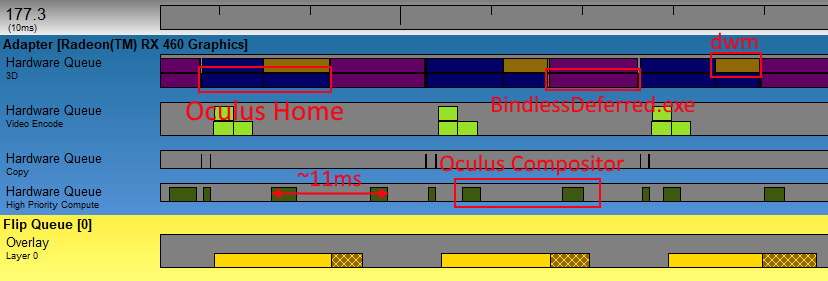 177.3
(10ms)
Adapter [Radeon(TM) RX 460 Graphics]
Hardware Queue
3D
dwm
Oculus Home
BindlessDeferred.exe
Hardware Queue
Video Encode
Hardware Queue
Copy
Oculus Compositor
~11ms
Hardware Queue
High Priority Compute
Flip Queue [0]
Overlay
Layer 0